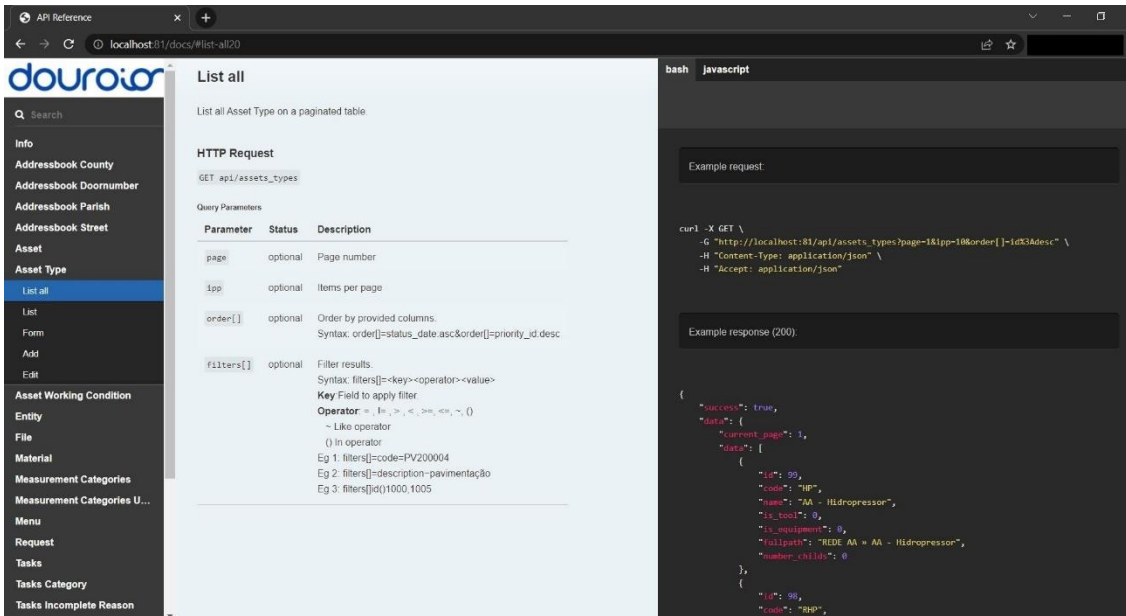 API Reference
localhost:81/docs/#list-all20
douroior
Search
Info
Addressbook County
Addressbook Doornumber
Addressbook Parish
Addressbook Street
Asset
Asset Type
List all
List
Form
Add
Edit
Asset Working Condition
Entity
File
Material
Measurement Categories
Measurement Categories U...
Menu
Request
Tasks
Tasks Category
Tasks Incomplete Reason
List all
List all Asset Type on a paginated table.
HTTP Request
GET api/assets_types
Query Parameters
Parameter Status Description
page optional Page number
ipp optional Items per page
order[] optional Order by provided columns.
Syntax: order[]=status_date:asc&order[]=priority_id:desc
filters[] optional Filter results.
Syntax: filters[]=<key><operator><value>
Key:Field to apply filter.
Operator: = , != , > , < , >=, <=, ~, ()
~ Like operator
() In operator
Eg 1: filters[]=code=PV200004
Eg 2: filters[]=description~pavimentação
Eg 3: filters[]id()1000,1005
bash javascript
Example request:
curl -X GET \
-G "http://localhost:81/api/assets_types?page=1&ipp=10&order[]=id%3Adesc" \
-H "Content-Type: application/json" \
-H "Accept: application/json"
Example response (200):
{
"success": true,
"data": {
"current_page": 1,
"data": [
{
"id": 99,
"code": "HP",
"name": "AA - Hidropressor",
"is_tool": 0,
"is_equipment": 0,
"fullpath": "REDE AA » AA - Hidropressor",
"number_childs": 0
},
{
"id": 98,
"code": "RHP",